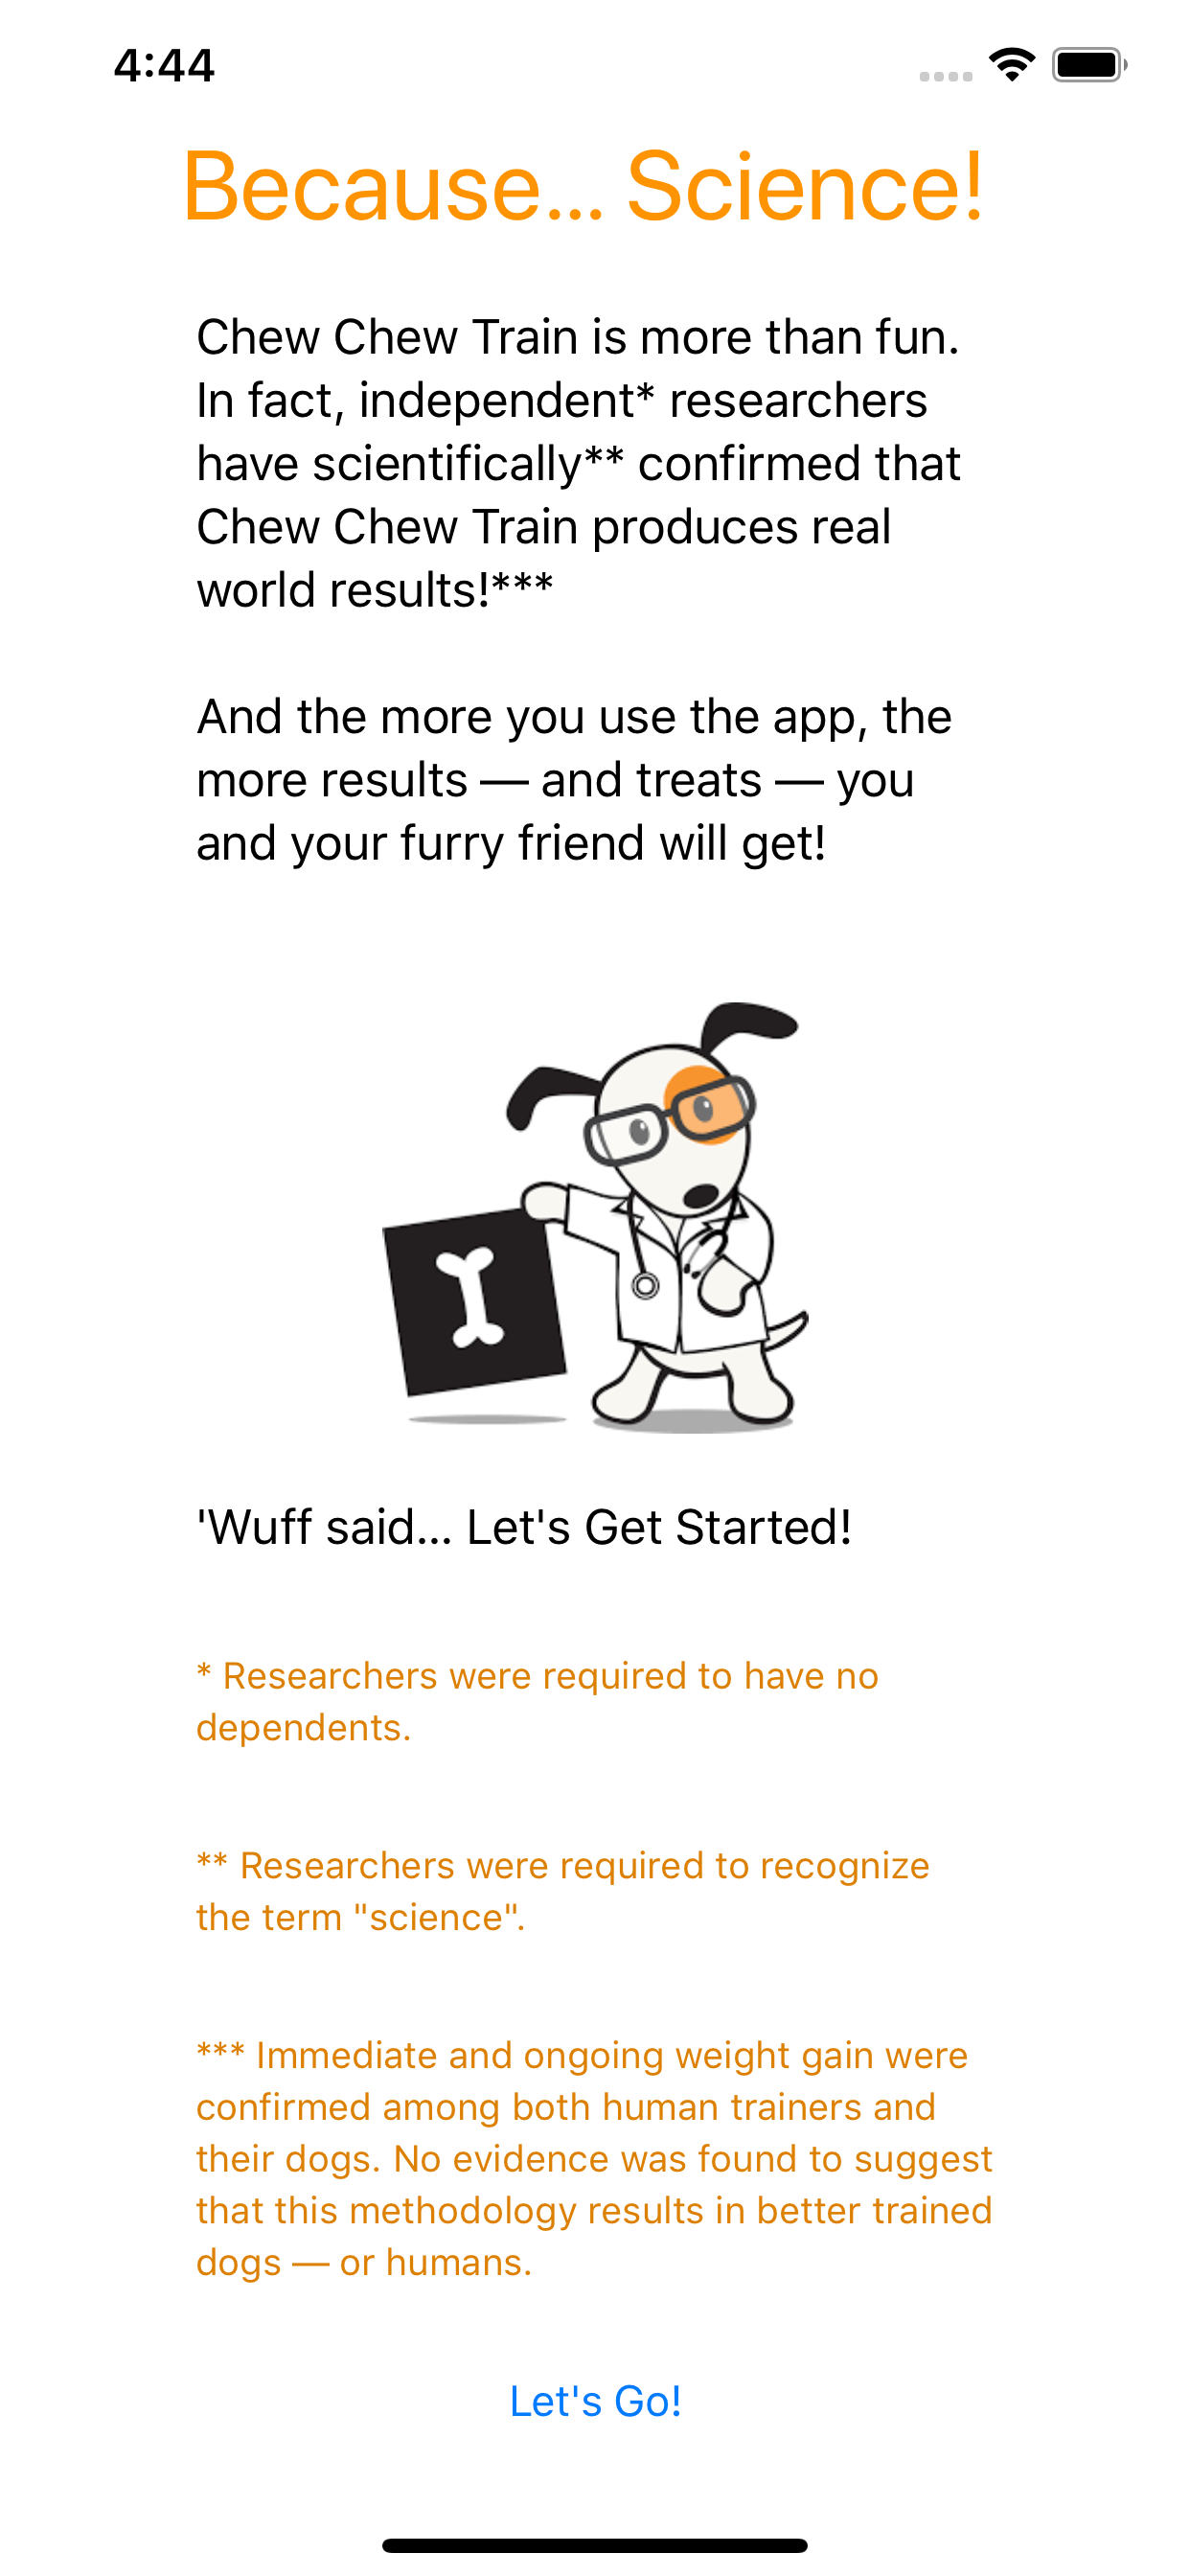 4:44
Because... Science!
Chew Chew Train is more than fun.
In fact, independent* researchers
have scientifically** confirmed that
Chew Chew Train produces real
world results!***
And the more you use the app, the
more results — and treats — you
and your furry friend will get!
'Wuff said... Let's Get Started!
* Researchers were required to have no
dependents.
** Researchers were required to recognize
the term "science".
*** Immediate and ongoing weight gain were
confirmed among both human trainers and
their dogs. No evidence was found to suggest
that this methodology results in better trained
dogs — or humans.
Let's Go!